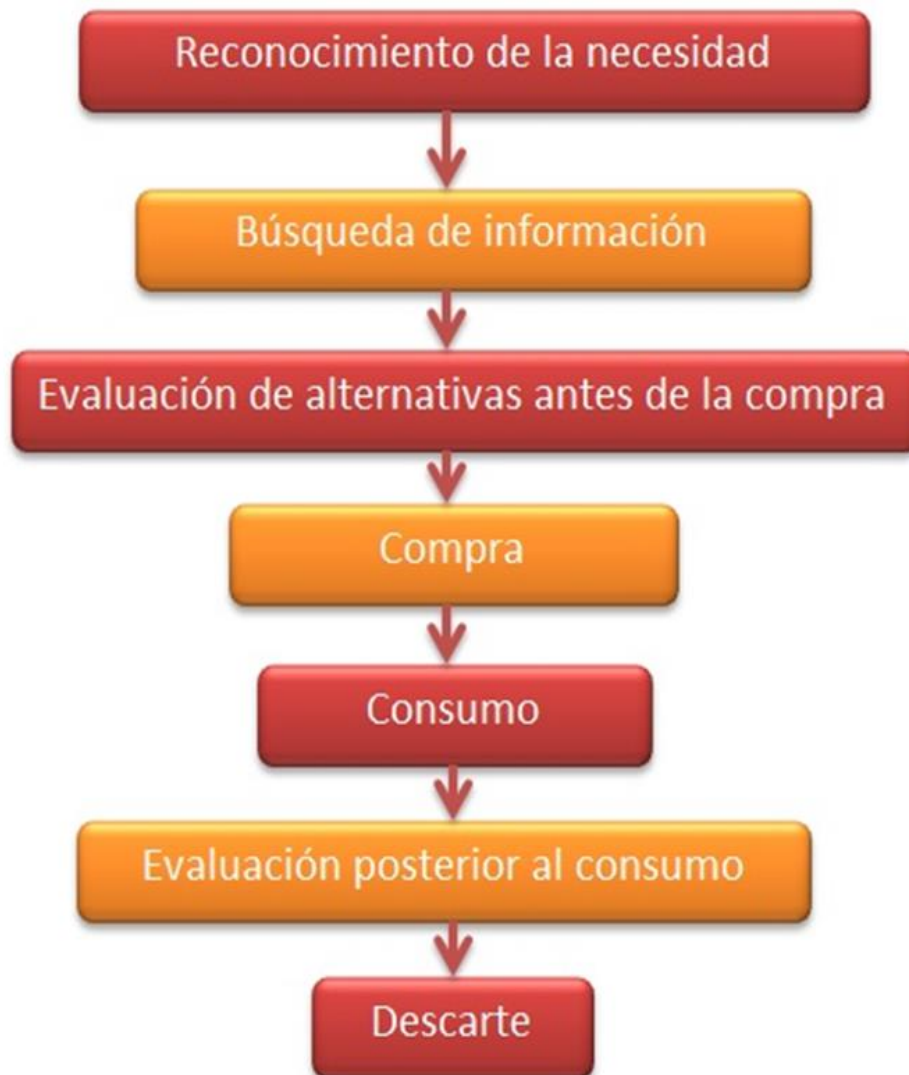 Reconocimiento de la necesidad
Búsqueda de información
Evaluación de alternativas antes de la compra
Compra
Consumo
Evaluación posterior al consumo
Descarte